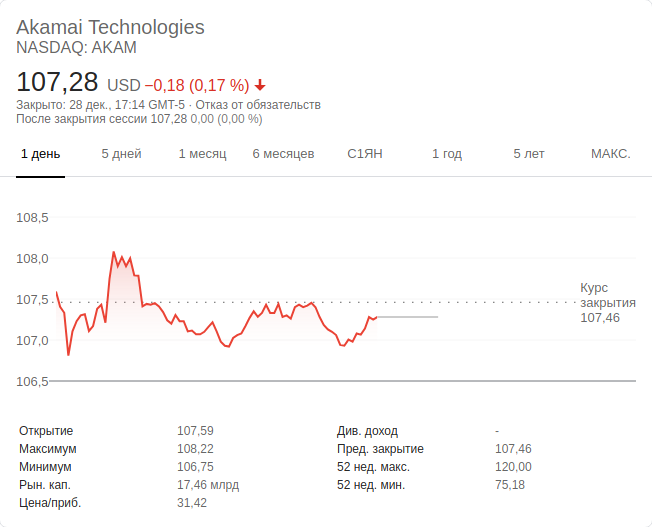 Akamai Technologies
NASDAQ: AKAM
107,28 USD −0,18 (0,17 %)
Закрыто: 28 дек., 17:14 GMT-5 · Отказ от обязательств
После закрытия сессии 107,28 0,00 (0,00 %)
1 день 5 дней 1 месяц 6 месяцев С1ЯН 1 год 5 лет МАКС.
108,5
108,0
107,5
107,0
106,5
Курс
закрытия
107,46
Открытие 107,59 Див. доход -
Максимум 108,22 Пред. закрытие 107,46
Минимум 106,75 52 нед. макс. 120,00
Рын. кап. 17,46 млрд 52 нед. мин. 75,18
Цена/приб. 31,42